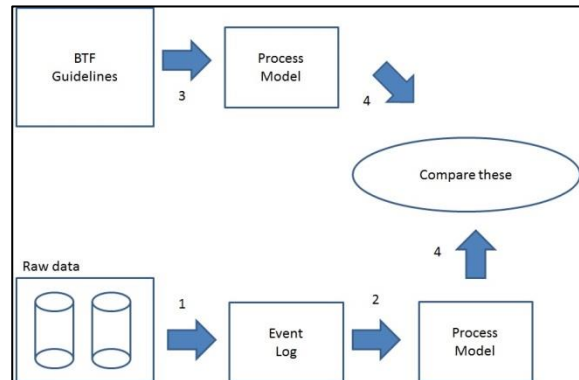 BTF
Guidelines
3
Process
Model
4
Compare these
4
Raw data
1
Event
Log
2
Process
Model